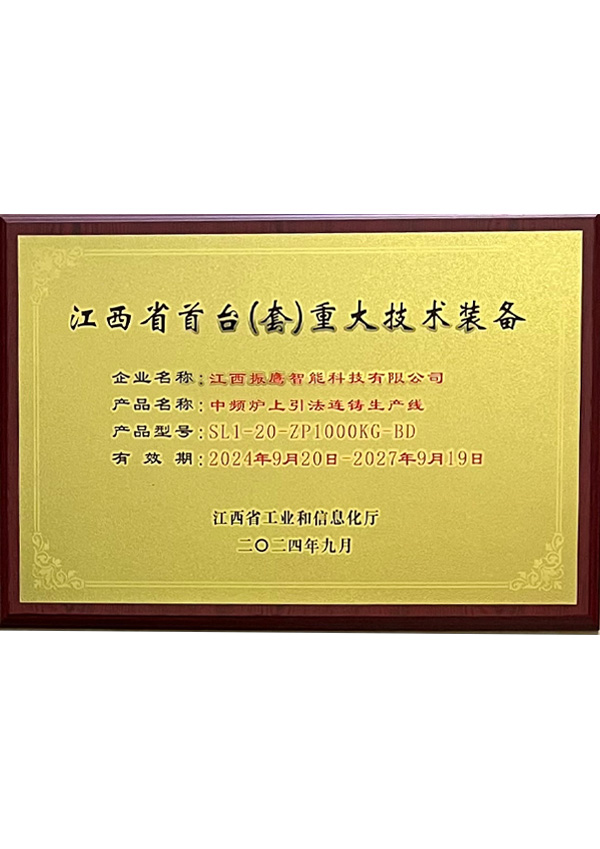 江西省首台(套)重大技术装备
企业名称:江西振鹰智能科技有限公司
产品名称:中频炉上引法连铸生产线
产品型号:SL1-20-ZP1000KG-BD
有效期:2024年9月20日-2027年9月19日
江西省工业和信息化厅
二〇二四年九月